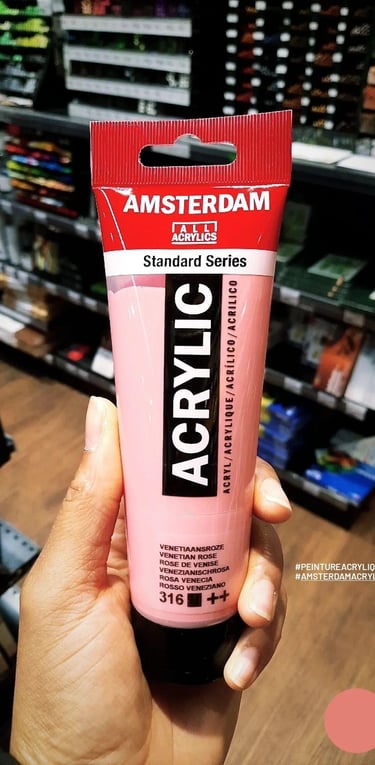 AMSTERDAM
ALL
ACRYLICS
Standard Series
ACRYLIC
ACRYL/ACRYLIQUE/ACRÍLICO/ACRILICO
VENETIAANSROZE
VENETIAN ROSE
ROSE DE VENISE
VENEZIANISCHROSA
ROSA VENECIA
ROSSO VENEZIANO
316 ++
#PEINTUREACRYLIQ
#AMSTERDAMACRYL